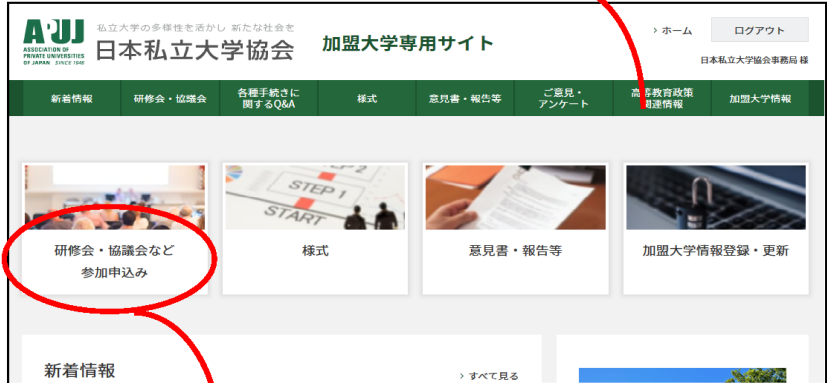 APUJ
ASSOCIATION OF
PRIVATE UNIVERSITIES
OF JAPAN SINCE 1946
私立大学の多様性を活かし 新たな社会を
日本私立大学協会
加盟大学専用サイト
> ホーム
ログアウト
日本私立大学協会事務局 様
新着情報
研修会・協議会
各種手続きに
関するQ&A
様式
意見書・報告等
ご意見・
アンケート
高等教育政策
関連情報
加盟大学情報
STEP 2
STEP 1
START
研修会・協議会など
参加申込み
様式
意見書・報告等
加盟大学情報登録・更新
新着情報
> すべて見る